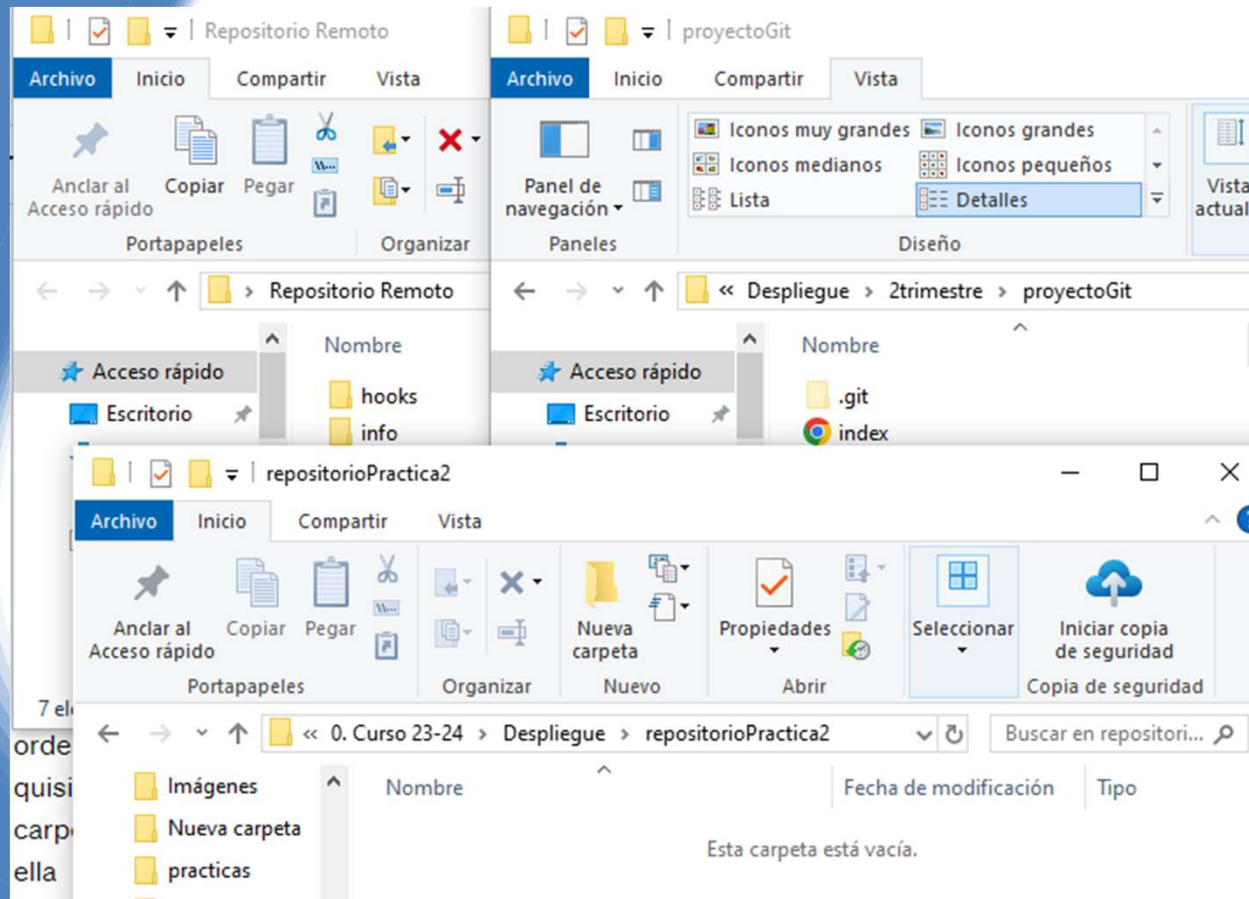 Repositorio Remoto
Archivo Inicio Compartir Vista
Anclar al
Acceso rápido
Copiar Pegar
Portapapeles Organizar
Repositorio Remoto
Nombre
Acceso rápido
hooks
Escritorio
info
7 ele
orde
quisi
carp
ella
proyectoGit
Archivo Inicio Compartir Vista
Panel de
navegación
Iconos muy grandes Iconos grandes
Iconos medianos Iconos pequeños
Lista Detalles
Vista
actual
Paneles Diseño
« Despliegue > 2trimestre > proyectoGit
Nombre
Acceso rápido
.git
Escritorio
index
repositorioPractica2
Archivo Inicio Compartir Vista
Anclar al
Acceso rápido
Copiar Pegar
Nueva
carpeta
Propiedades
Seleccionar
Iniciar copia
de seguridad
Portapapeles Organizar Nuevo Abrir Copia de seguridad
« 0. Curso 23-24 > Despliegue > repositorioPractica2
Buscar en repositori...
Imágenes
Nombre Fecha de modificación Tipo
Nueva carpeta
Esta carpeta está vacía.
practicas